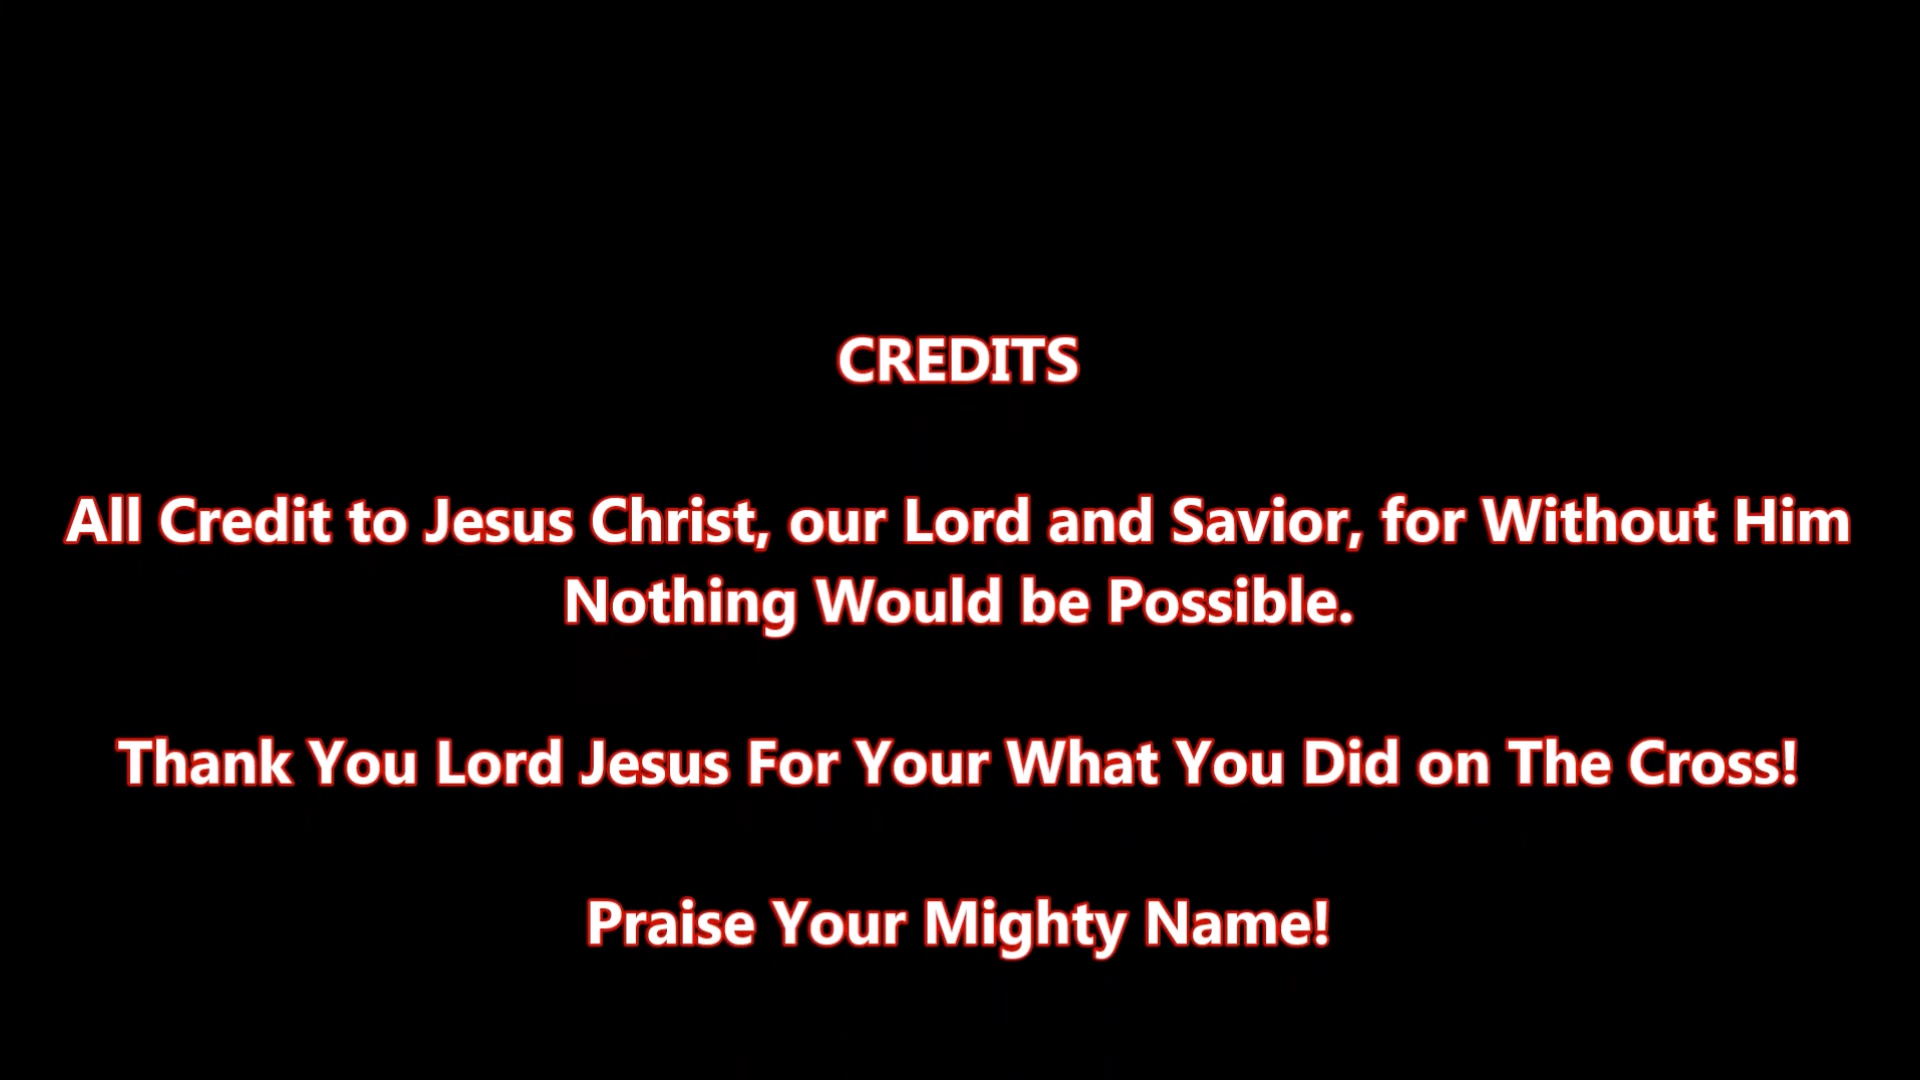 CREDITS
All Credit to Jesus Christ, our Lord and Savior, for Without Him
Nothing Would be Possible.
Thank You Lord Jesus For Your What You Did on The Cross!
Praise Your Mighty Name!